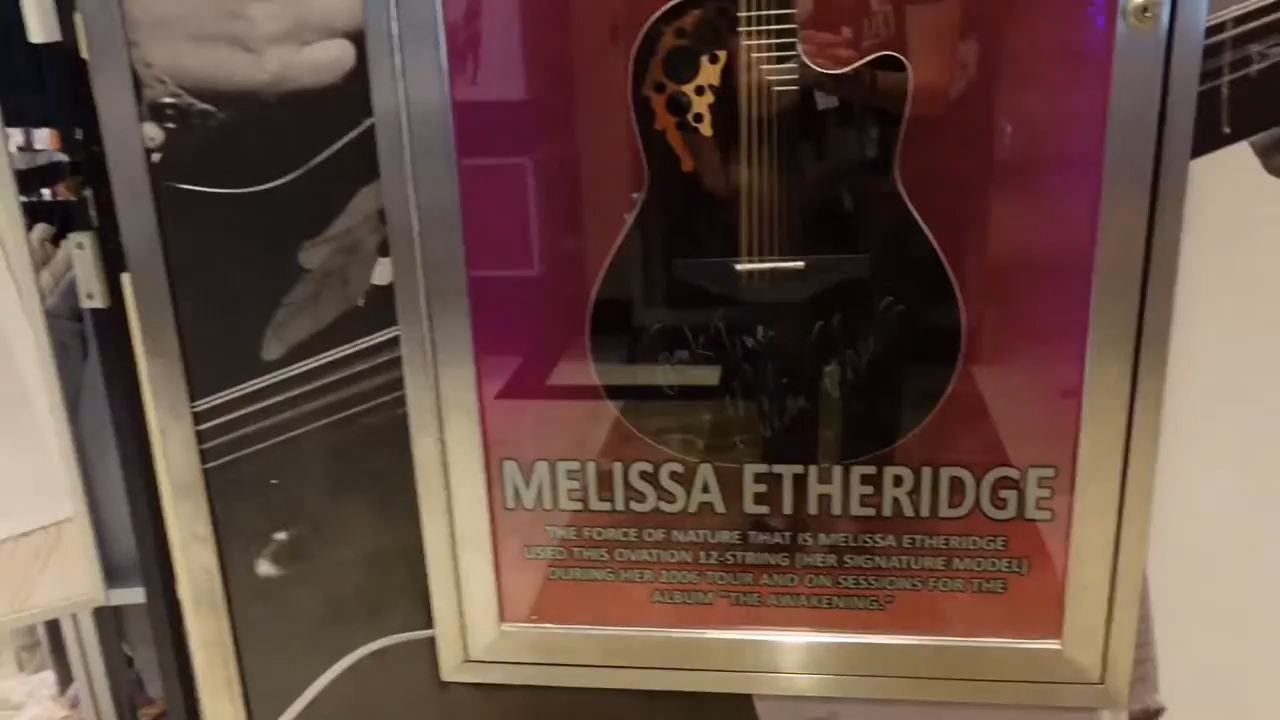 MELISSA ETHERIDGE
THE FORCE OF NATURE THAT IS MELISSA ETHERIDGE
USED THIS OVATION 12-STRING (HER SIGNATURE MODEL)
DURING HER 2006 TOUR AND ON SESSIONS FOR THE
ALBUM "THE AWAKENING."